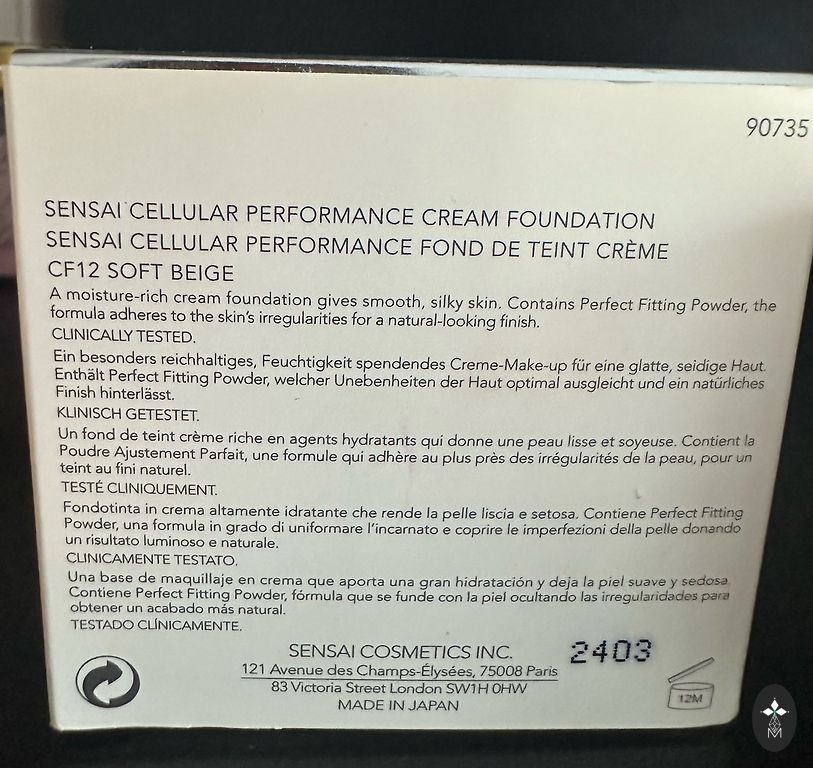 90735
SENSAI CELLULAR PERFORMANCE CREAM FOUNDATION
SENSAI CELLULAR PERFORMANCE FOND DE TEINT CRÈME
CF12 SOFT BEIGE
A moisture-rich cream foundation gives smooth, silky skin. Contains Perfect Fitting Powder, the
formula adheres to the skin's irregularities for a natural-looking finish.
CLINICALLY TESTED.
Ein besonders reichhaltiges, Feuchtigkeit spendendes Creme-Make-up für eine glatte, seidige Haut.
Enthält Perfect Fitting Powder, welcher Unebenheiten der Haut optimal ausgleicht und ein natürliches
Finish hinterlässt.
KLINISCH GETESTET.
Un fond de teint crème riche en agents hydratants qui donne une peau lisse et soyeuse. Contient la
Poudre Ajustement Parfait, une formule qui adhère au plus près des irrégularités de la peau, pour un
teint au fini naturel.
TESTÉ CLINIQUEMENT.
Fondotinta in crema altamente idratante che rende la pelle liscia e setosa. Contiene Perfect Fitting
Powder, una formula in grado di uniformare l'incarnato e coprire le imperfezioni della pelle donando
un risultato luminoso e naturale.
CLINICAMENTE TESTATO.
Una base de maquillaje en crema que aporta una gran hidratación y deja la piel suave y sedosa.
Contiene Perfect Fitting Powder, fórmula que se funde con la piel ocultando las irregularidades para
obtener un acabado más natural.
TESTADO CLÍNICAMENTE.
SENSAI COSMETICS INC.
2403
121 Avenue des Champs-Élysées, 75008 Paris
83 Victoria Street London SW1H 0HW
MADE IN JAPAN
12M
M